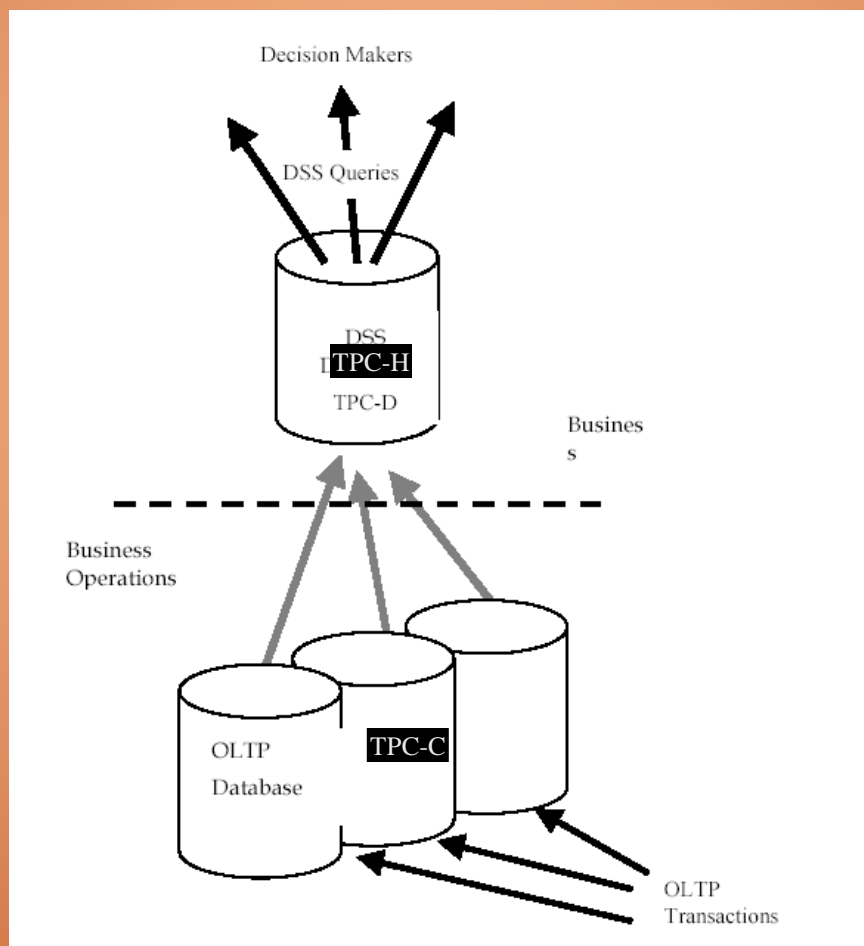 Decision Makers
DSS Queries
DSS
TPC-H
TPC-D
Busines
s
Business
Operations
OLTP
Database
TPC-C
OLTP
Transactions